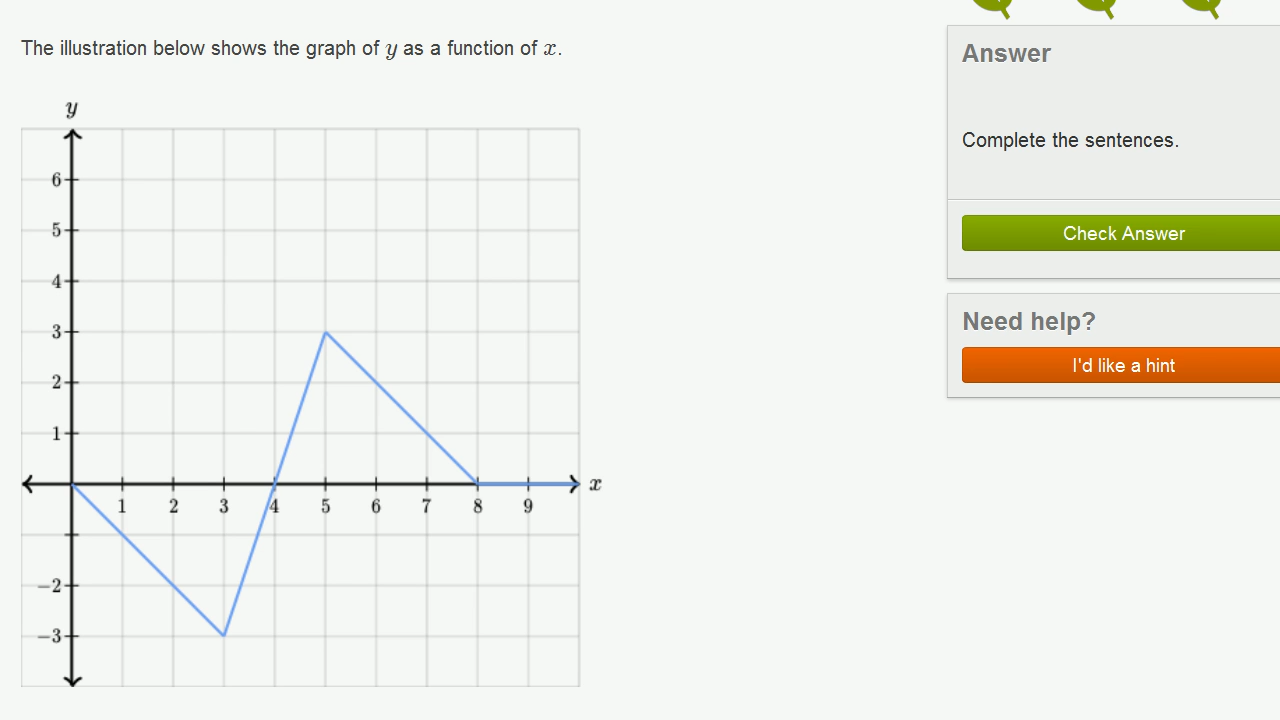 The illustration below shows the graph of y as a function of x.
y
6
5
4
3
2
1
x
1 2 3 4 5 6 7 8 9
−2
−3
Answer
Complete the sentences.
Check Answer
Need help?
I'd like a hint